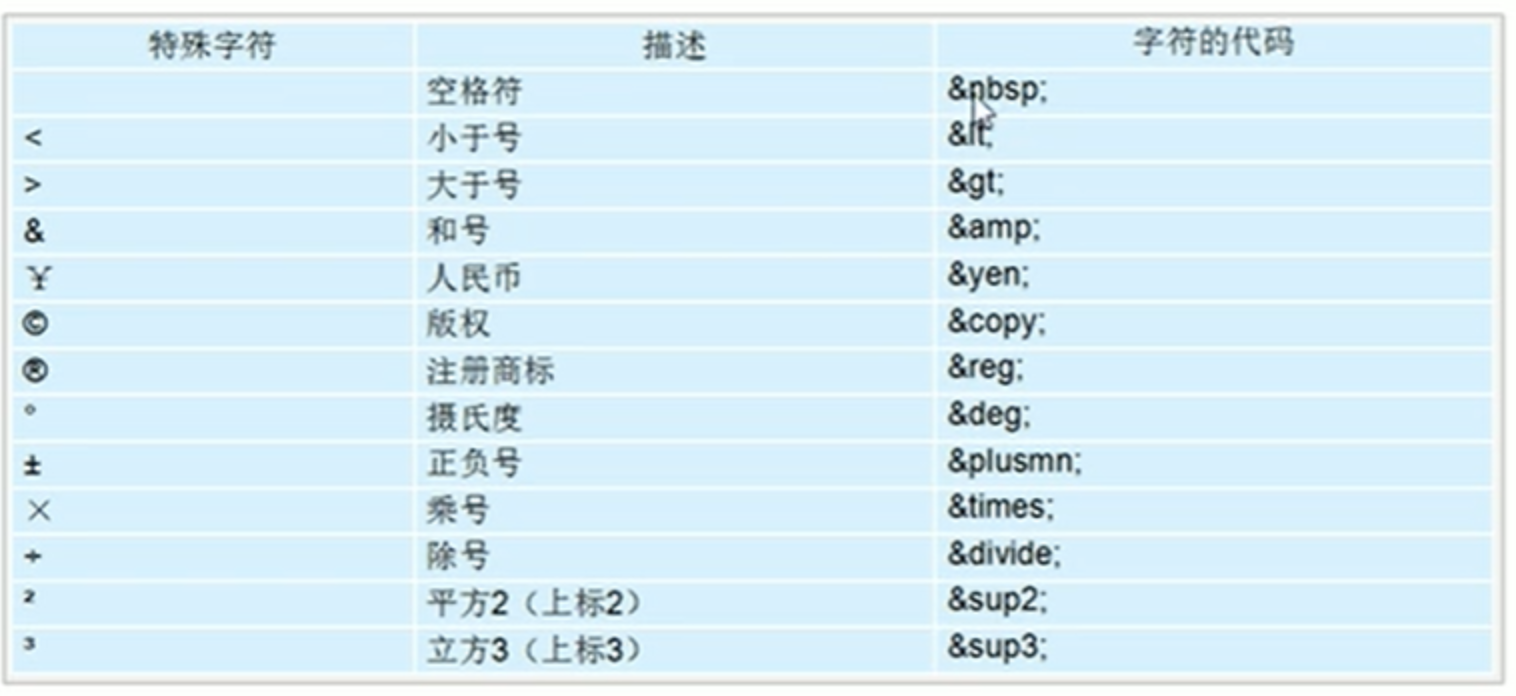 特殊字符 描述 字符的代码
空格符 &nbsp;
< 小于号 &lt;
> 大于号 &gt;
& 和号 &amp;
¥ 人民币 &yen;
© 版权 &copy;
® 注册商标 &reg;
° 摄氏度 &deg;
± 正负号 &plusmn;
× 乘号 &times;
÷ 除号 &divide;
² 平方2（上标2） &sup2;
³ 立方3（上标3） &sup3;